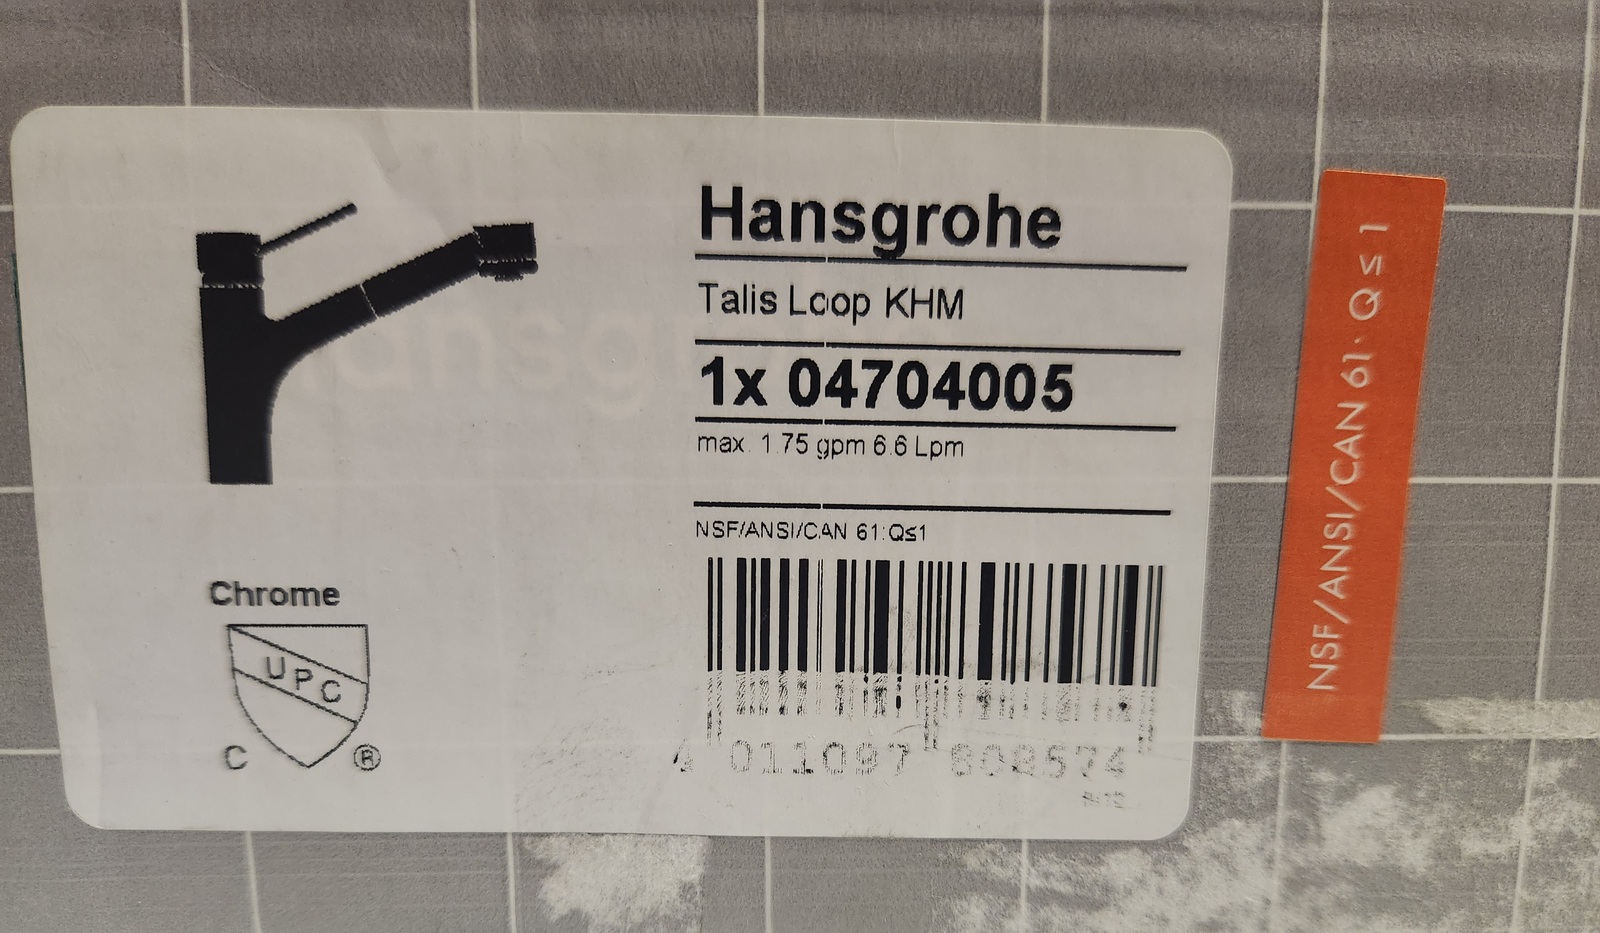 Hansgrohe
Talis Loop KHM
1x 04704005
max. 1.75 gpm 6.6 Lpm
NSF/ANSI/CAN 61:Q≤1
4 011097 808574
Chrome
UPC
C ®
NSF/ANSI/CAN 61: Q ≤ 1